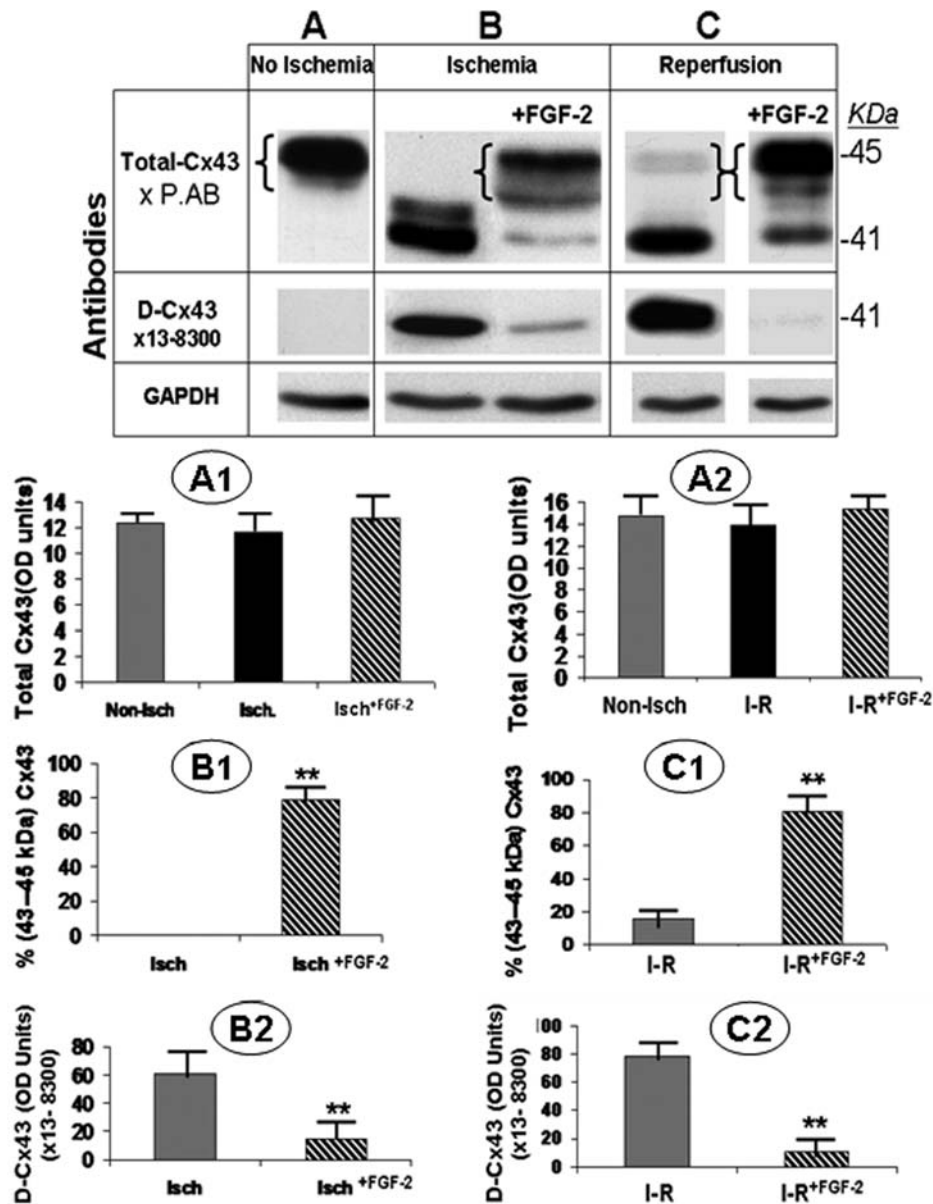 A B C
No Ischemia Ischemia Reperfusion
+FGF-2 +FGF-2 KDa
Antibodies
Total-Cx43
x P.AB
-45
-41
D-Cx43
x13-8300
-41
GAPDH
A1
Total Cx43(OD units)
14
12
10
8
6
4
2
0
Non-Isch Isch. Isch+FGF-2
A2
Total Cx43(OD units)
16
14
12
10
8
6
4
2
0
Non-Isch I-R I-R+FGF-2
B1
% (43–45 kDa) Cx43
100
80
60
40
20
0
**
Isch Isch +FGF-2
C1
% (43–45 kDa) Cx43
100
80
60
40
20
0
**
I-R I-R+FGF-2
B2
D-Cx43 (OD Units)
(x13- 8300)
80
60
40
20
0
**
Isch Isch +FGF-2
C2
D-Cx43 (OD Units)
(x13- 8300)
100
80
60
40
20
0
**
I-R I-R+FGF-2